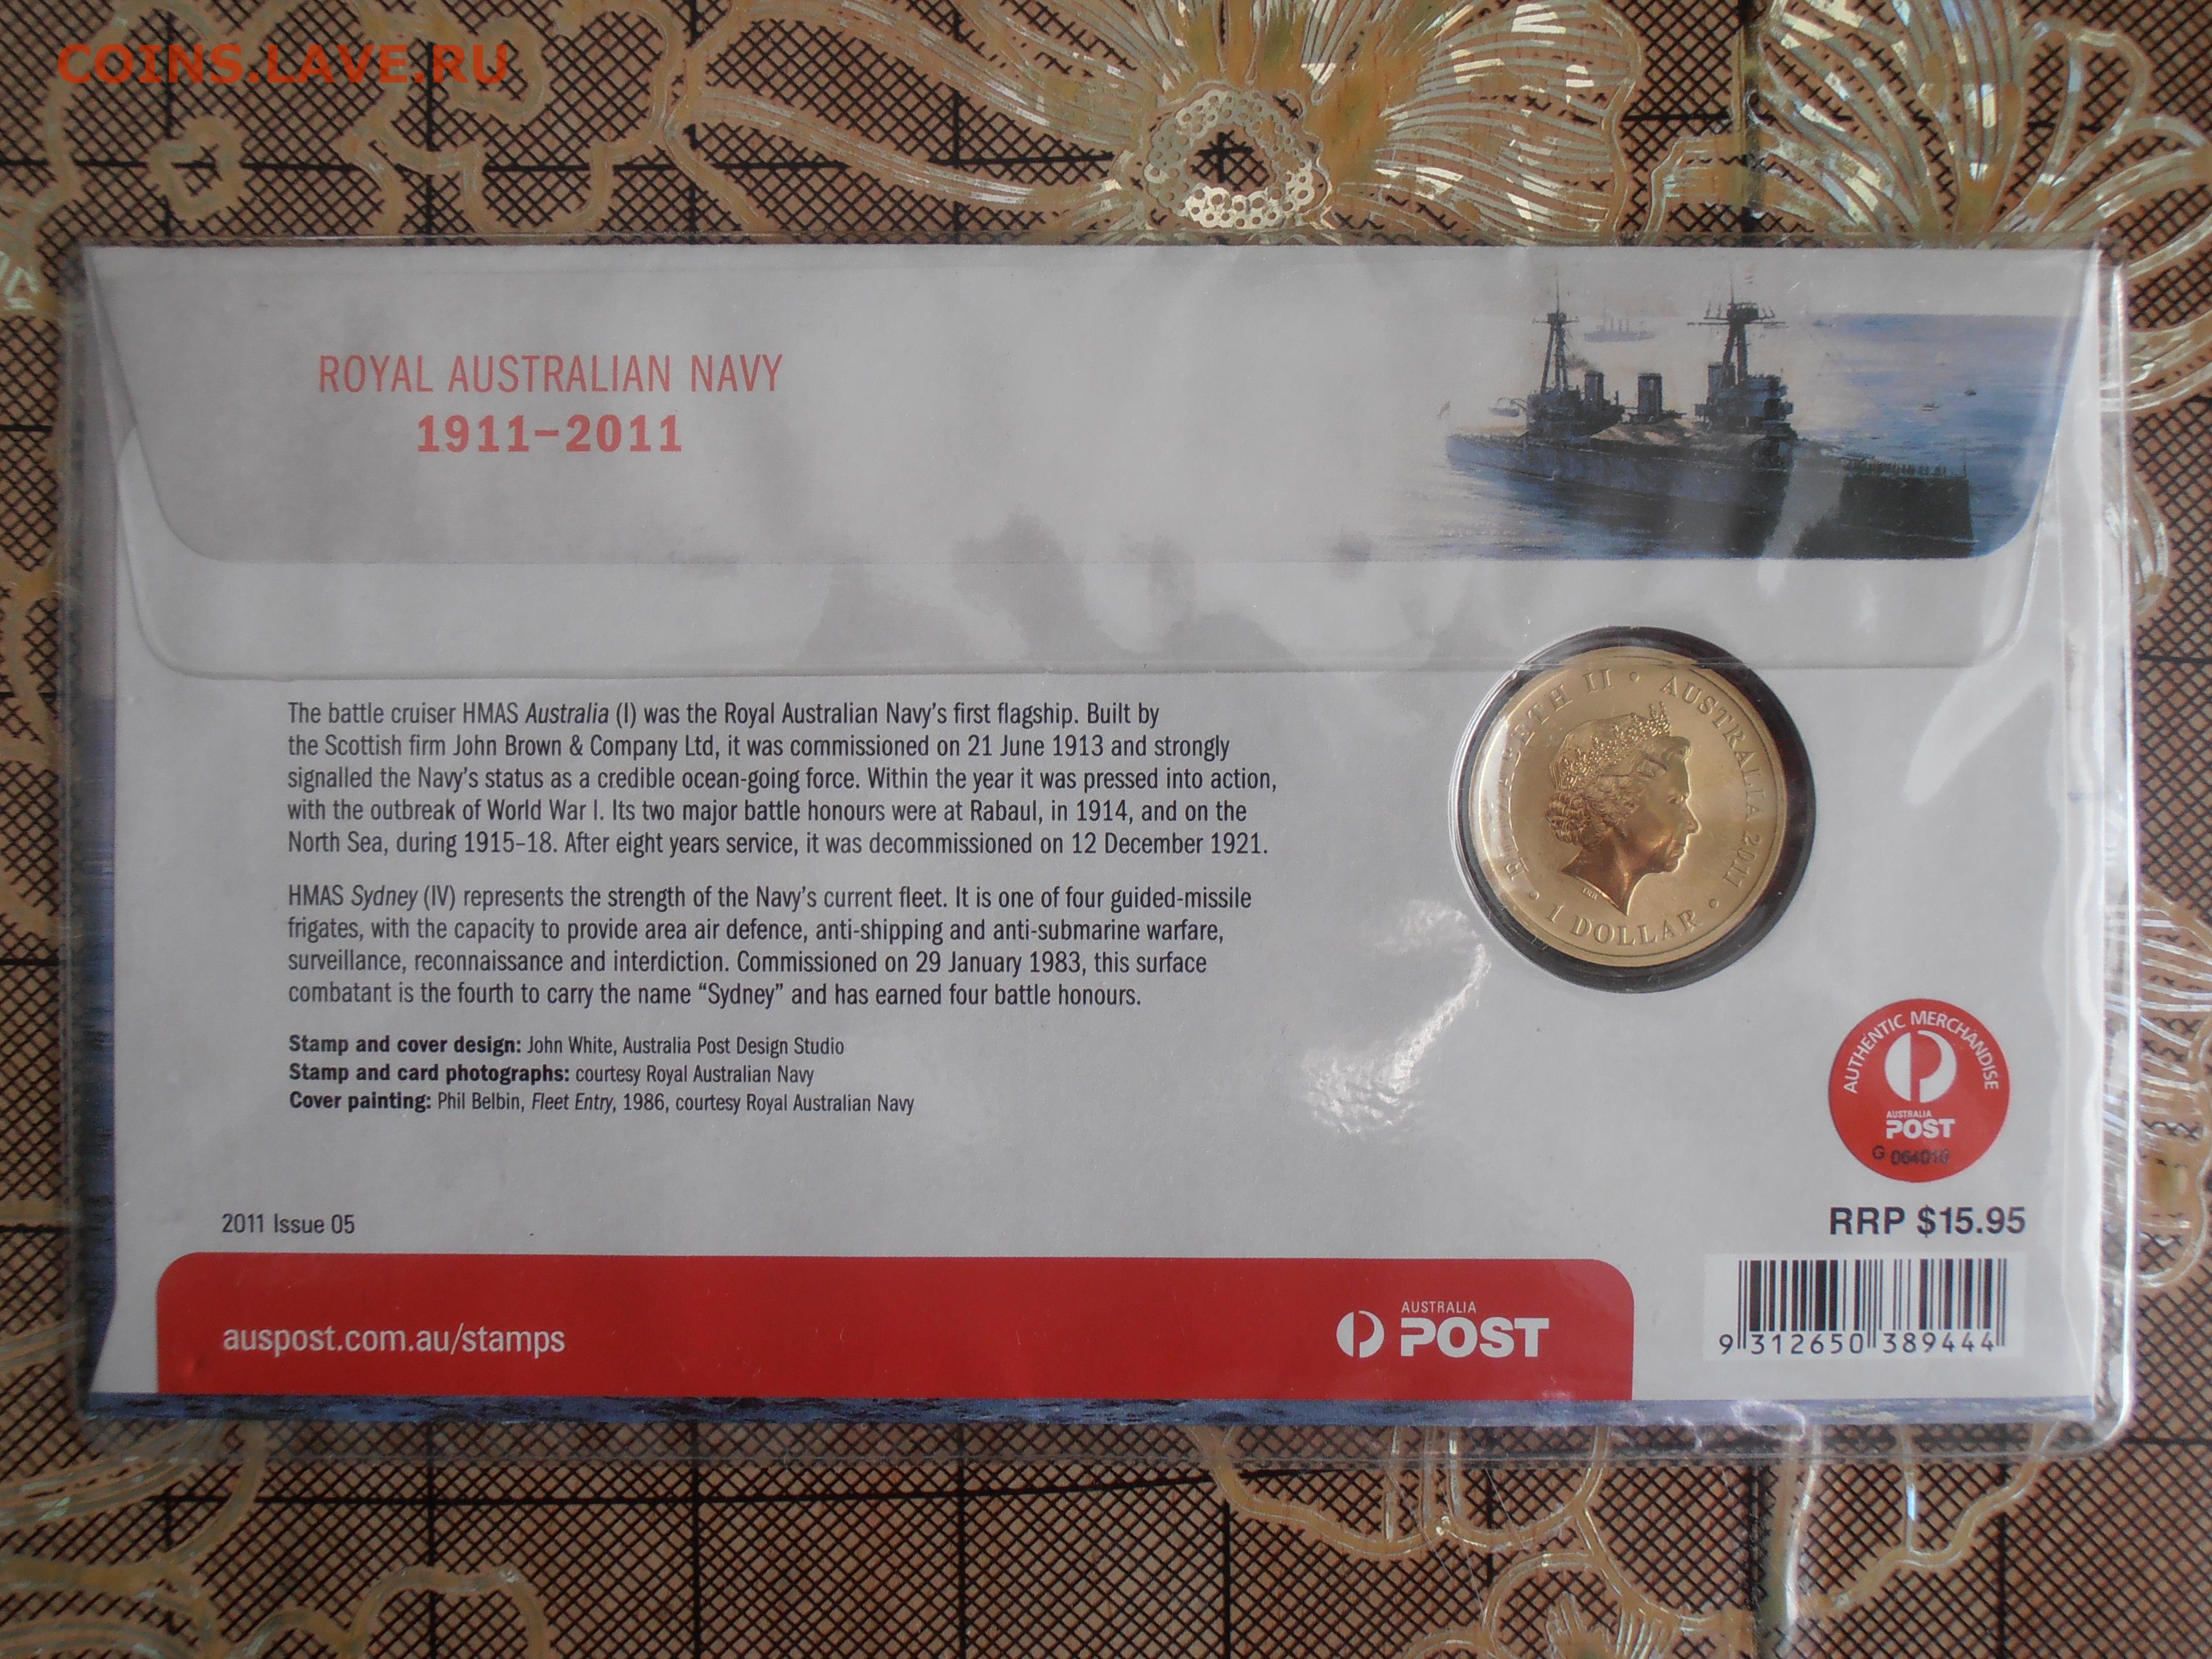 COINS.LAVE.RU
ROYAL AUSTRALIAN NAVY
1911–2011
The battle cruiser HMAS Australia (I) was the Royal Australian Navy's first flagship. Built by
the Scottish firm John Brown & Company Ltd, it was commissioned on 21 June 1913 and strongly
signalled the Navy's status as a credible ocean-going force. Within the year it was pressed into action,
with the outbreak of World War I. Its two major battle honours were at Rabaul, in 1914, and on the
North Sea, during 1915–18. After eight years service, it was decommissioned on 12 December 1921.
HMAS Sydney (IV) represents the strength of the Navy's current fleet. It is one of four guided-missile
frigates, with the capacity to provide area air defence, anti-shipping and anti-submarine warfare,
surveillance, reconnaissance and interdiction. Commissioned on 29 January 1983, this surface
combatant is the fourth to carry the name “Sydney” and has earned four battle honours.
Stamp and cover design: John White, Australia Post Design Studio
Stamp and card photographs: courtesy Royal Australian Navy
Cover painting: Phil Belbin, Fleet Entry, 1986, courtesy Royal Australian Navy
ELIZABETH II • AUSTRALIA 2011
• 1 DOLLAR •
IRB
AUTHENTIC MERCHANDISE
AUSTRALIA
POST
G
2011 Issue 05
RRP $15.95
auspost.com.au/stamps
AUSTRALIA
POST
9 312650 389444